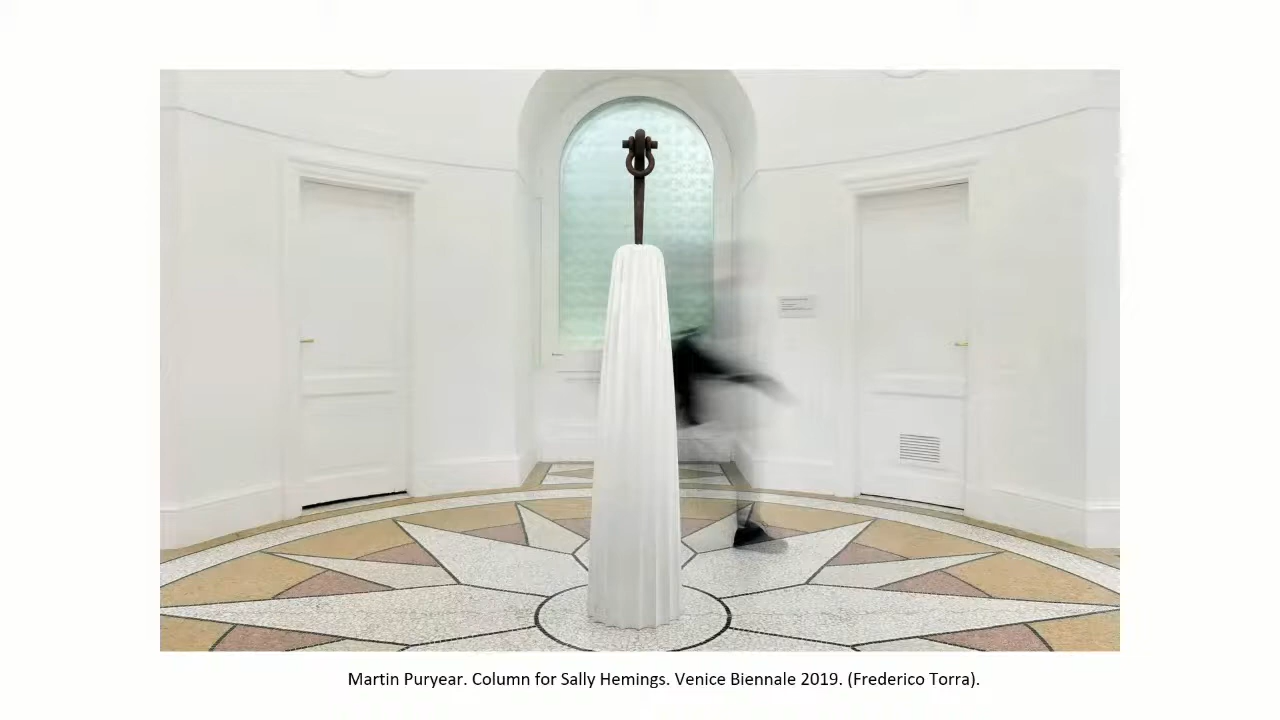 Martin Puryear. Column for Sally Hemings. Venice Biennale 2019. (Frederico Torra).